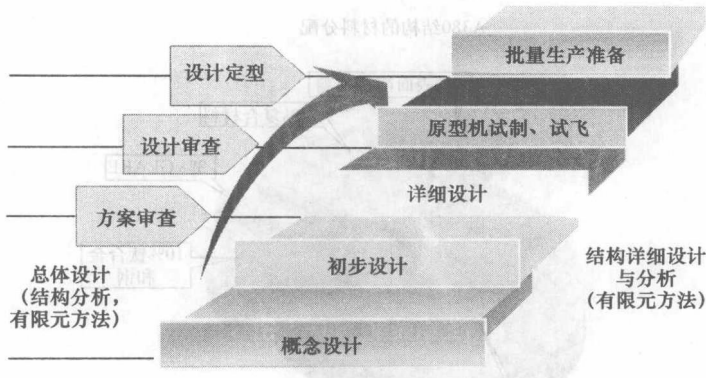 批量生产准备
设计定型
原型机试制、试飞
设计审查
详细设计
方案审查
初步设计
结构详细设计
与分析
(有限元方法)
总体设计
(结构分析,
有限元方法)
概念设计